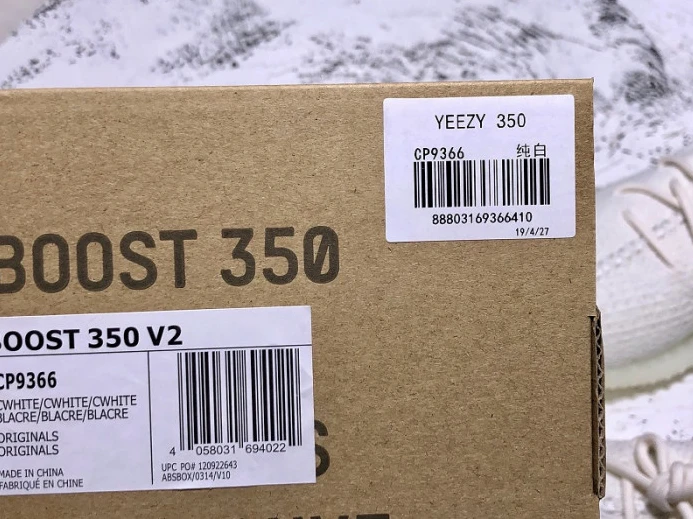 YEEZY 350
CP9366 纯白
88803169366410
19/4/27
BOOST 350
BOOST 350 V2
CP9366
CWHITE/CWHITE/CWHITE
BLACRE/BLACRE/BLACRE
ORIGINALS
ORIGINALS
MADE IN CHINA
FABRIQUÉ EN CHINE
4 058031 694022
UPC PO# 120922643
ABSBOX/0314/V10